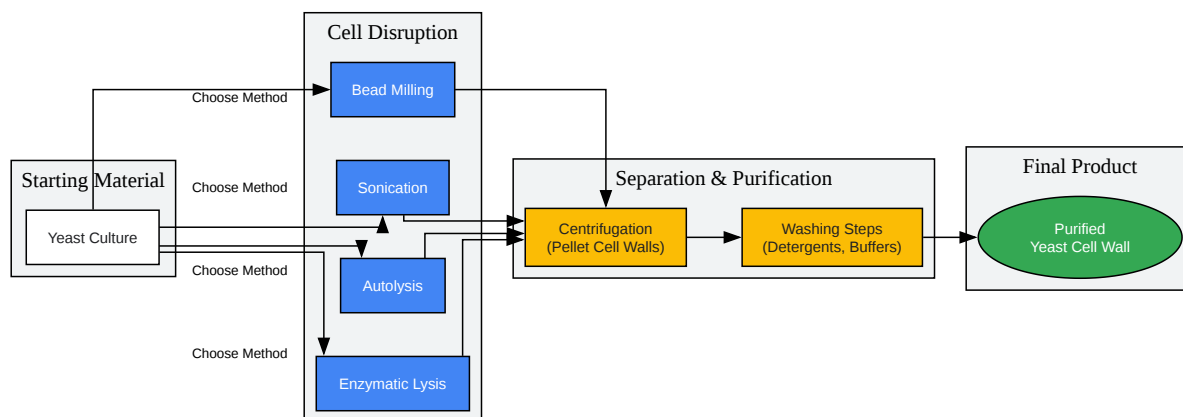 Cell Disruption
Bead Milling
Choose Method
Starting Material
Yeast Culture
Choose Method
Sonication
Choose Method
Autolysis
Choose Method
Enzymatic Lysis
Separation & Purification
Centrifugation
(Pellet Cell Walls)
Washing Steps
(Detergents, Buffers)
Final Product
Purified
Yeast Cell Wall